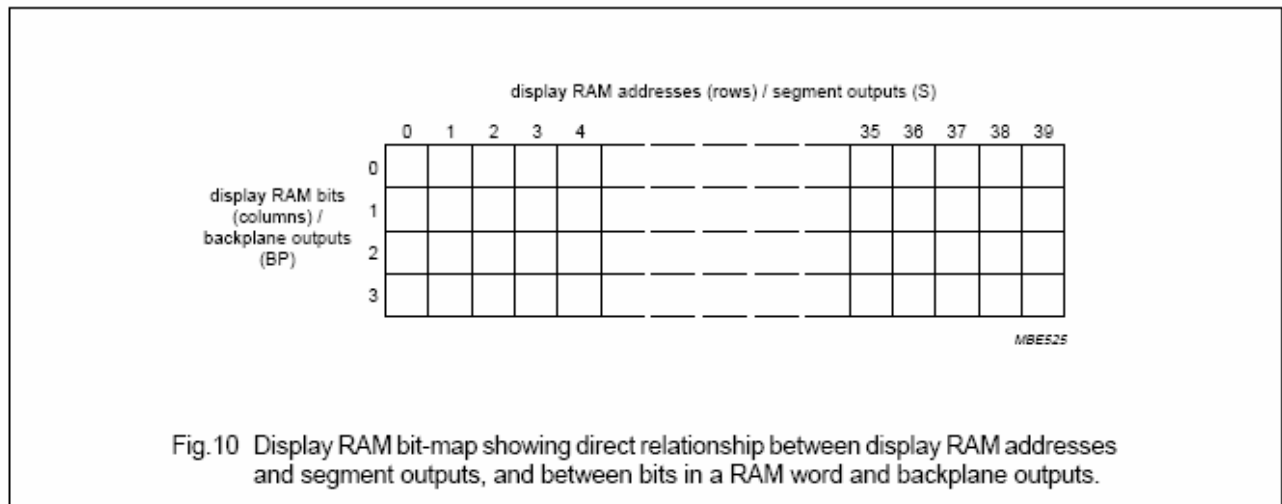 display RAM addresses (rows) / segment outputs (S)
0 1 2 3 4 35 36 37 38 39
0
display RAM bits
(columns) /
1
backplane outputs
2
(BP)
3
MBE525
Fig.10 Display RAM bit-map showing direct relationship between display RAM addresses
and segment outputs, and between bits in a RAM word and backplane outputs.